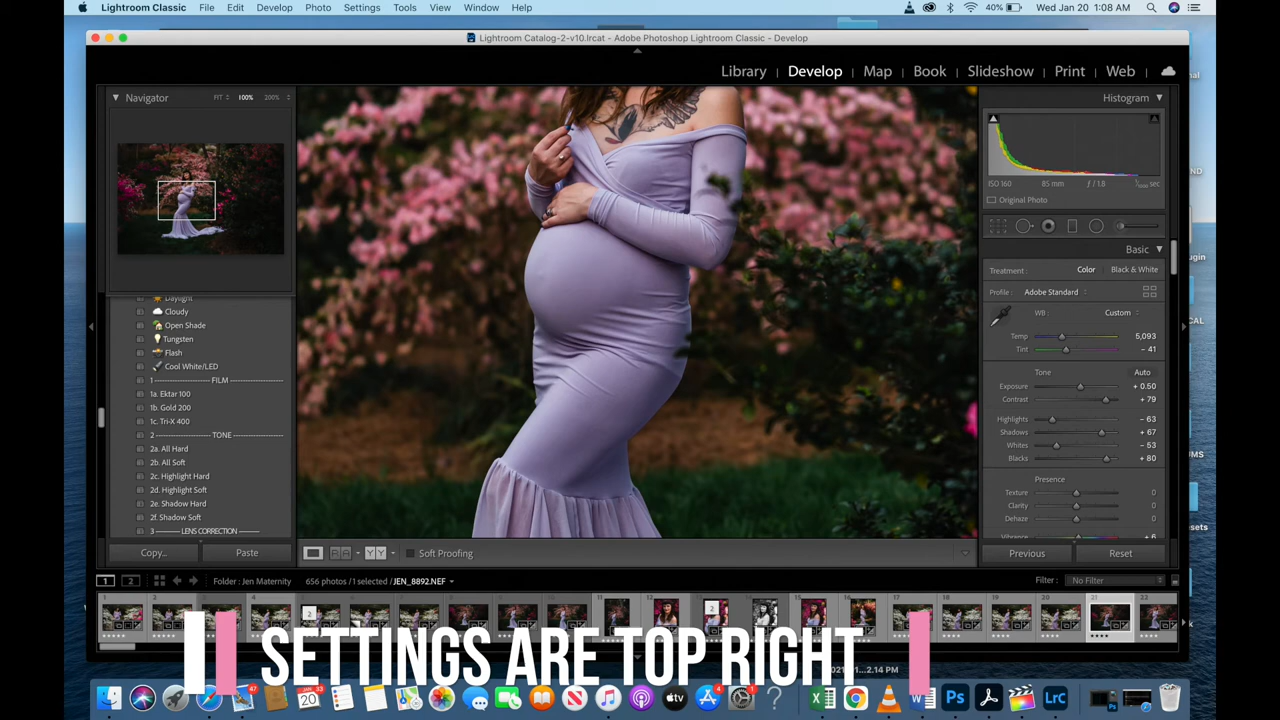 Lightroom Classic File Edit Develop Photo Settings Tools View Window Help 40% Wed Jan 20 1:08 AM
Lightroom Catalog-2-v10.lrcat - Adobe Photoshop Lightroom Classic - Develop
Library | Develop | Map | Book | Slideshow | Print | Web
Navigator FIT 100% 200%
Histogram
ISO 160 85 mm ƒ / 1.8 sec
Original Photo
Basic
Treatment: Color Black & White
Profile: Adobe Standard
WB: Custom
Temp 5,093
Tint - 41
Tone Auto
Exposure + 0.50
Contrast + 79
Highlights - 63
Shadows + 67
Whites - 53
Blacks + 80
Presence
Texture 0
Clarity 0
Dehaze 0
Vibrance + 6
Previous Reset
Daylight
Cloudy
Open Shade
Tungsten
Flash
Cool White/LED
1 -------------------- FILM --------------------
1a. Ektar 100
1b. Gold 200
1c. Tri-X 400
2 -------------------- TONE --------------------
2a. All Hard
2b. All Soft
2c. Highlight Hard
2d. Highlight Soft
2e. Shadow Hard
2f. Shadow Soft
3 ---------- LENS CORRECTION ----------
Copy... Paste
Soft Proofing
1 2 Folder : Jen Maternity 656 photos / 1 selected / JEN_8892.NEF Filter : No Filter
SETTINGS ARE TOP RIGHT